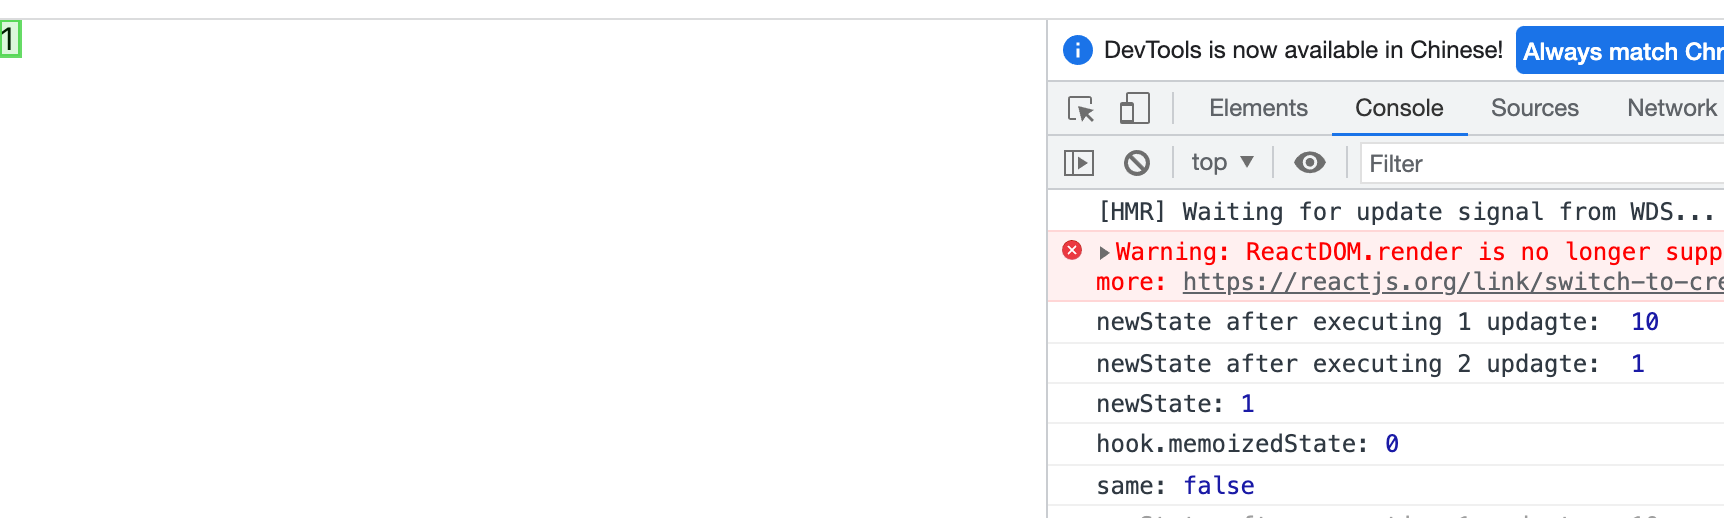 1
DevTools is now available in Chinese!
Always match Chr
Elements Console Sources Network
top Filter
[HMR] Waiting for update signal from WDS...
Warning: ReactDOM.render is no longer supp
more: https://reactjs.org/link/switch-to-cre
newState after executing 1 updagte: 10
newState after executing 2 updagte: 1
newState: 1
hook.memoizedState: 0
same: false